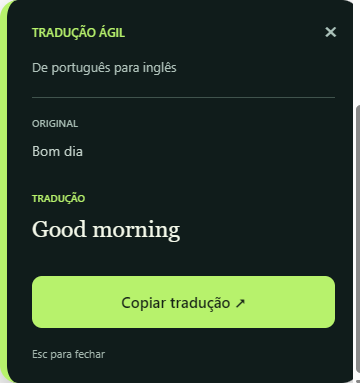 TRADUÇÃO ÁGIL
De português para inglês
ORIGINAL
Bom dia
TRADUÇÃO
Good morning
Copiar tradução ↗
Esc para fechar